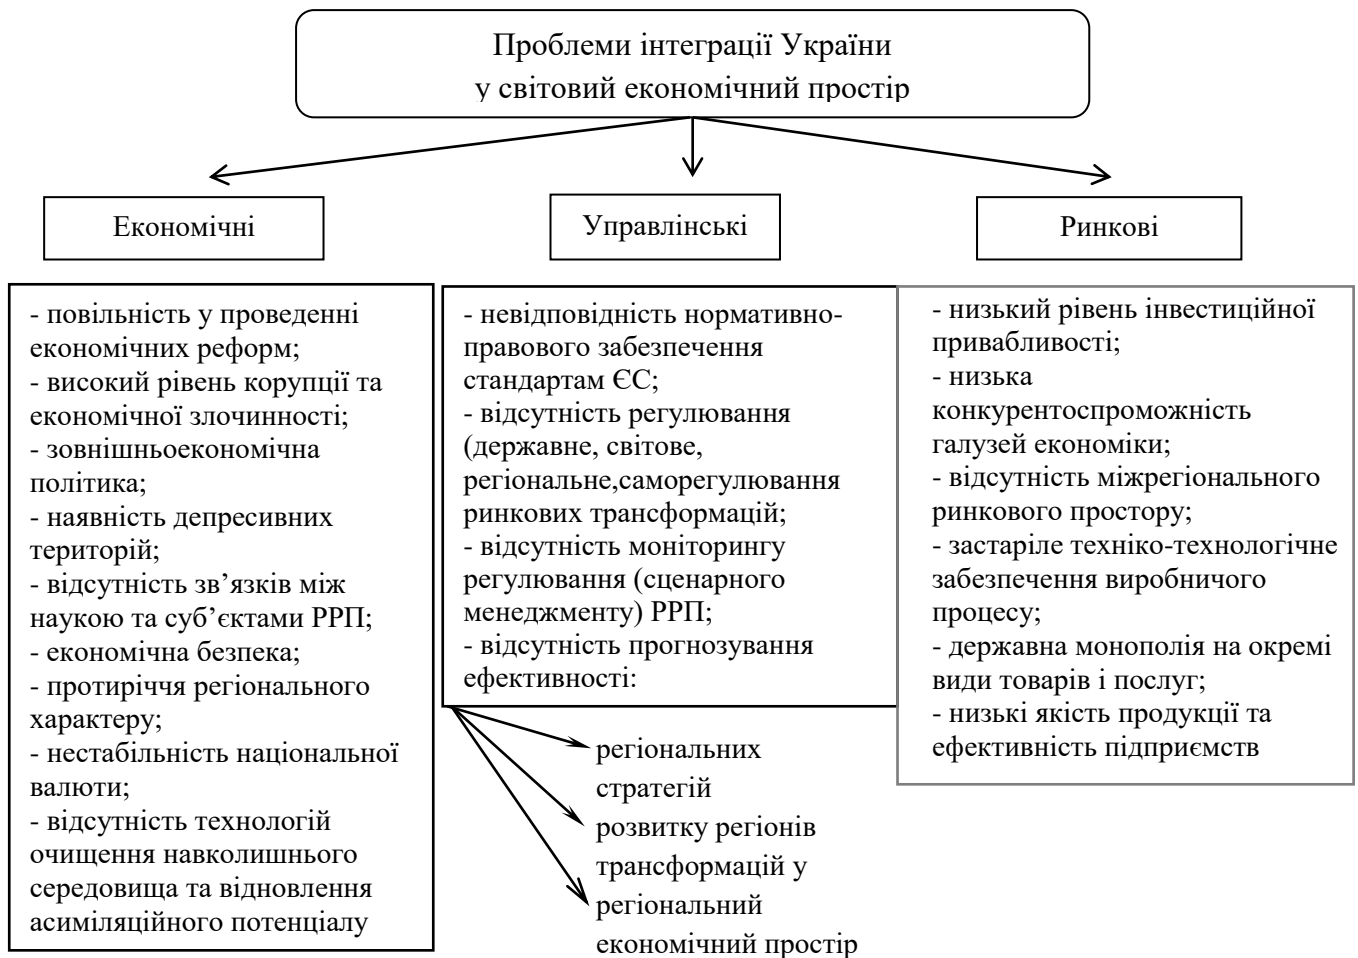 Проблеми інтеграції України
у світовий економічний простір
Економічні
Управлінські
Ринкові
- повільність у проведенні
економічних реформ;
- високий рівень корупції та
економічної злочинності;
- зовнішньоекономічна
політика;
- наявність депресивних
територій;
- відсутність зв’язків між
наукою та суб’єктами РРП;
- економічна безпека;
- протиріччя регіонального
характеру;
- нестабільність національної
валюти;
- відсутність технологій
очищення навколишнього
середовища та відновлення
асиміляційного потенціалу
- невідповідність нормативно-
правового забезпечення
стандартам ЄС;
- відсутність регулювання
(державне, світове,
регіональне,саморегулювання
ринкових трансформацій;
- відсутність моніторингу
регулювання (сценарного
менеджменту) РРП;
- відсутність прогнозування
ефективності:
регіональних
стратегій
розвитку регіонів
трансформацій у
регіональний
економічний простір
- низький рівень інвестиційної
привабливості;
- низька
конкурентоспроможність
галузей економіки;
- відсутність міжрегіонального
ринкового простору;
- застаріле техніко-технологічне
забезпечення виробничого
процесу;
- державна монополія на окремі
види товарів і послуг;
- низькі якість продукції та
ефективність підприємств